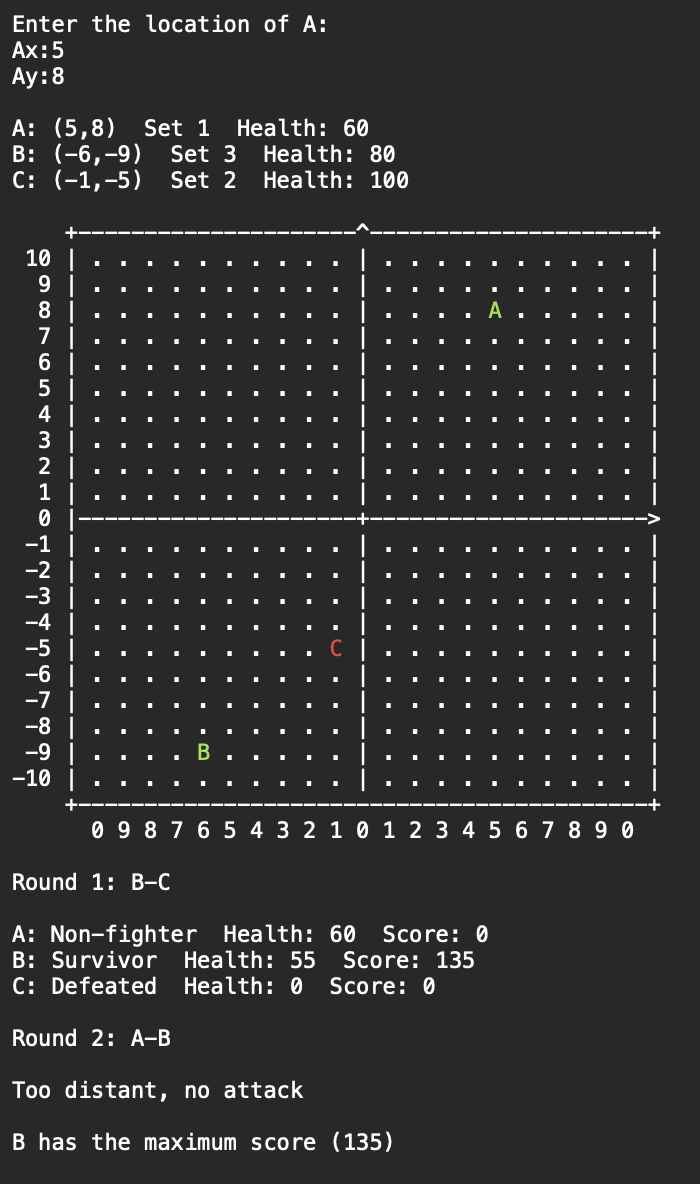 Enter the location of A:
Ax:5
Ay:8
A: (5,8)  Set 1  Health: 60
B: (-6,-9)  Set 3  Health: 80
C: (-1,-5)  Set 2  Health: 100
    +---------------------^---------------------+
 10 | . . . . . . . . . . | . . . . . . . . . . |
  9 | . . . . . . . . . . | . . . . . . . . . . |
  8 | . . . . . . . . . . | . . . . A . . . . . |
  7 | . . . . . . . . . . | . . . . . . . . . . |
  6 | . . . . . . . . . . | . . . . . . . . . . |
  5 | . . . . . . . . . . | . . . . . . . . . . |
  4 | . . . . . . . . . . | . . . . . . . . . . |
  3 | . . . . . . . . . . | . . . . . . . . . . |
  2 | . . . . . . . . . . | . . . . . . . . . . |
  1 | . . . . . . . . . . | . . . . . . . . . . |
  0 |---------------------+--------------------->
 -1 | . . . . . . . . . . | . . . . . . . . . . |
 -2 | . . . . . . . . . . | . . . . . . . . . . |
 -3 | . . . . . . . . . . | . . . . . . . . . . |
 -4 | . . . . . . . . . . | . . . . . . . . . . |
 -5 | . . . . . . . . . C | . . . . . . . . . . |
 -6 | . . . . . . . . . . | . . . . . . . . . . |
 -7 | . . . . . . . . . . | . . . . . . . . . . |
 -8 | . . . . . . . . . . | . . . . . . . . . . |
 -9 | . . . . B . . . . . | . . . . . . . . . . |
-10 | . . . . . . . . . . | . . . . . . . . . . |
    +---------------------+---------------------+
      0 9 8 7 6 5 4 3 2 1 0 1 2 3 4 5 6 7 8 9 0
Round 1: B-C
A: Non-fighter  Health: 60  Score: 0
B: Survivor  Health: 55  Score: 135
C: Defeated  Health: 0  Score: 0
Round 2: A-B
Too distant, no attack
B has the maximum score (135)